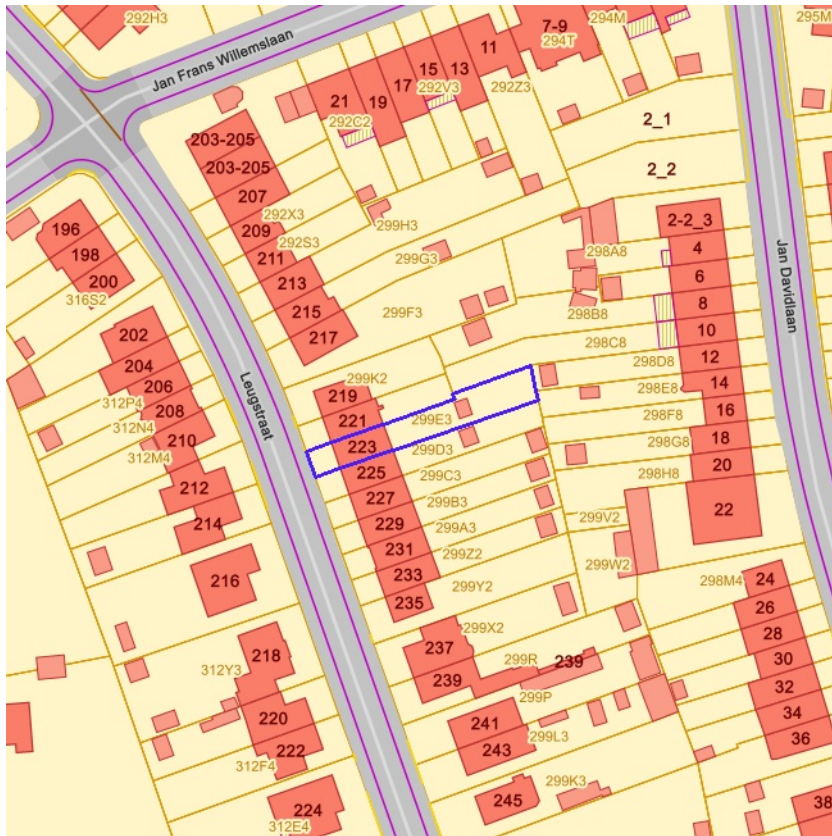 292H3
Jan Frans Willemslaan
7-9
294T
294M
295M
11
13
15
17
19
21
292V3
292Z3
292C2
203-205
203-205
207
292X3
209
292S3
211
213
215
217
299H3
299G3
299F3
2_1
2_2
2-2_3
4
6
8
10
12
14
16
18
20
22
Jan Davidlaan
298A8
298B8
298C8
298D8
298E8
298F8
298G8
298H8
196
198
200
316S2
202
204
206
208
210
212
214
216
312P4
312N4
312M4
Leugstraat
299K2
219
221
223
225
227
229
231
233
235
299E3
299D3
299C3
299B3
299A3
299Z2
299Y2
299V2
299W2
299X2
237
239
299R
239
299P
241
243
299L3
245
299K3
298M4
24
26
28
30
32
34
36
38
312Y3
218
220
222
312F4
224
312E4